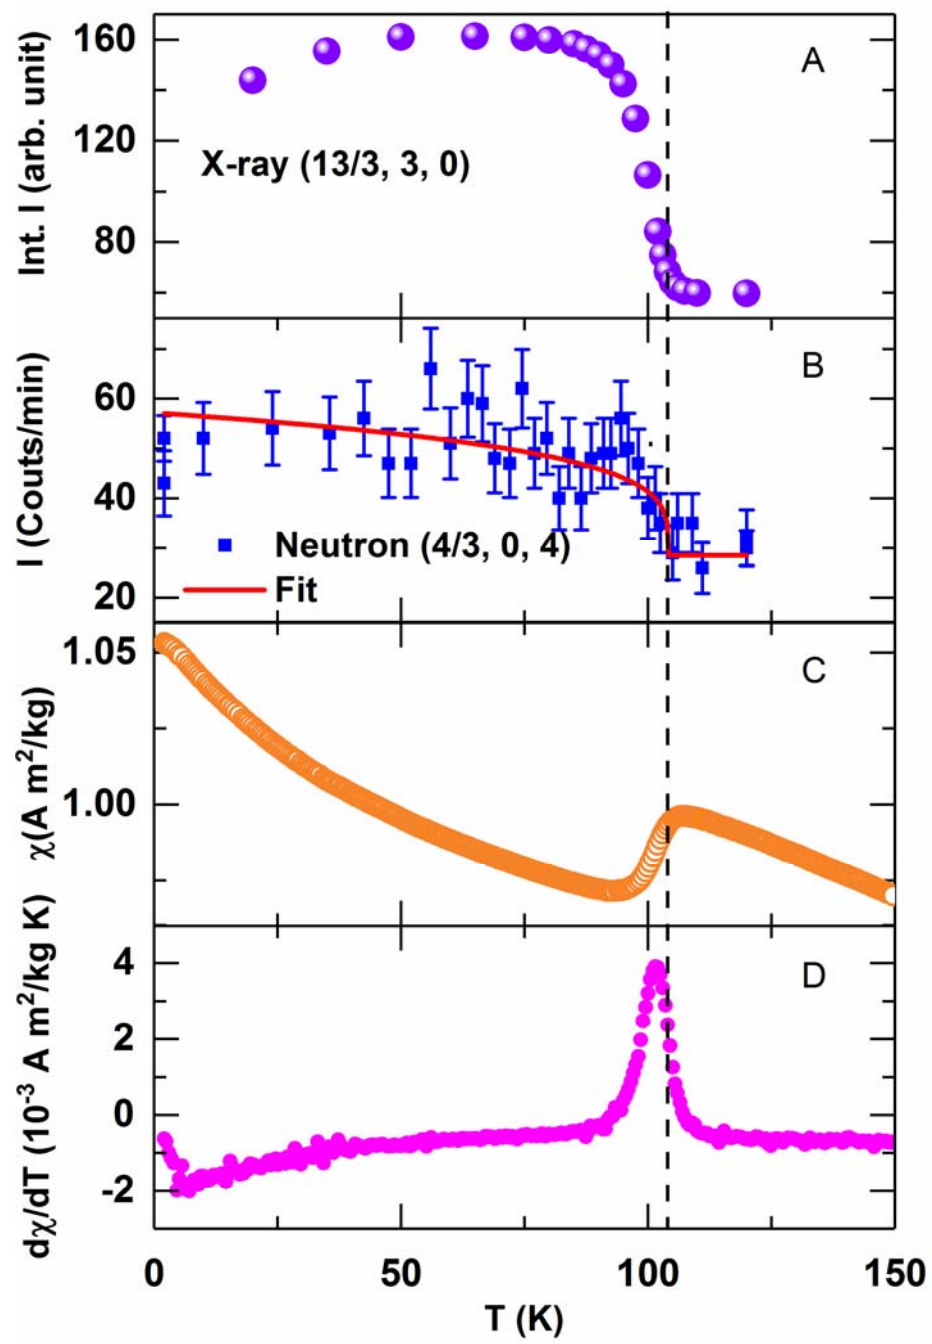 160
120
80
Int. I (arb. unit)
A
X-ray (13/3, 3, 0)
60
40
20
I (Couts/min)
B
Neutron (4/3, 0, 4)
Fit
1.05
1.00
χ(A m²/kg)
C
4
2
0
-2
dχ/dT (10⁻³ A m²/kg K)
D
0 50 100 150
T (K)